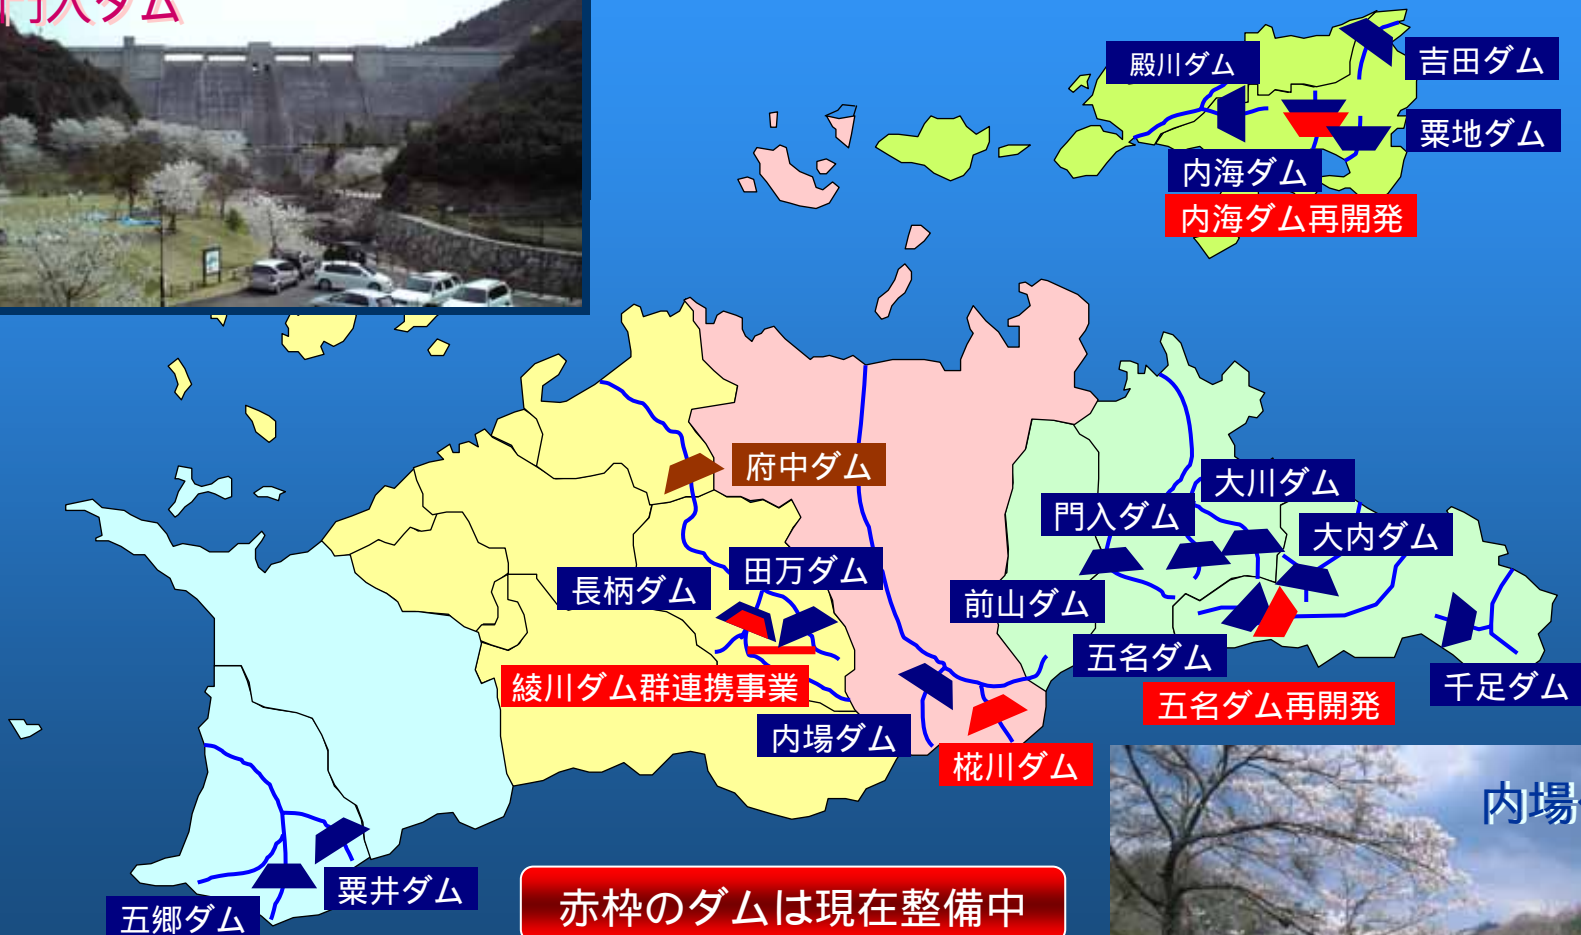 門入ダム
殿川ダム
吉田ダム
粟地ダム
内海ダム
内海ダム再開発
府中ダム
大川ダム
門入ダム
大内ダム
田万ダム
長柄ダム
前山ダム
五名ダム
綾川ダム群連携事業
千足ダム
五名ダム再開発
内場ダム
椛川ダム
内場
粟井ダム
五郷ダム
赤枠のダムは現在整備中